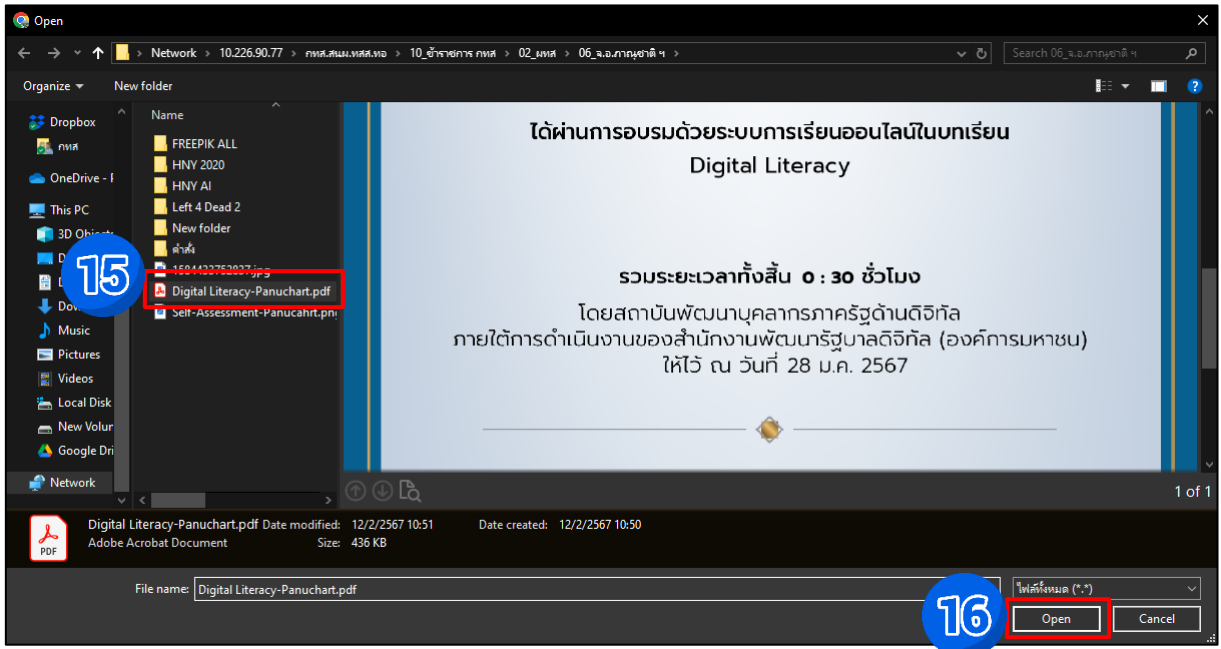 Open
Network › 10.226.90.77 › กทส.สนผ.ทสส.ทอ › 10_ข้าราชการ กทส › 02_ผทส › 06_จ.อ.ภาณุชาติ ฯ ›
Search 06_จ.อ.ภาณุชาติ ฯ
Organize
New folder
Dropbox
กทส
OneDrive - F
This PC
3D Objects
Music
Pictures
Videos
Local Disk
New Volur
Google Dri
Network
Name
FREEPIK ALL
HNY 2020
HNY AI
Left 4 Dead 2
New folder
คำสั่ง
1584433752837.jpg
Digital Literacy-Panuchart.pdf
Self-Assessment-Panucahrt.png
15
ได้ผ่านการอบรมด้วยระบบการเรียนออนไลน์ในบทเรียน
Digital Literacy
รวมระยะเวลาทั้งสิ้น 0 : 30 ชั่วโมง
โดยสถาบันพัฒนาบุคลากรภาครัฐด้านดิจิทัล
ภายใต้การดำเนินงานของสำนักงานพัฒนารัฐบาลดิจิทัล (องค์การมหาชน)
ให้ไว้ ณ วันที่ 28 ม.ค. 2567
1 of 1
PDF
Digital Literacy-Panuchart.pdf Date modified: 12/2/2567 10:51 Date created: 12/2/2567 10:50
Adobe Acrobat Document Size: 436 KB
File name: Digital Literacy-Panuchart.pdf
ไฟล์ทั้งหมด (*.*)
16
Open
Cancel